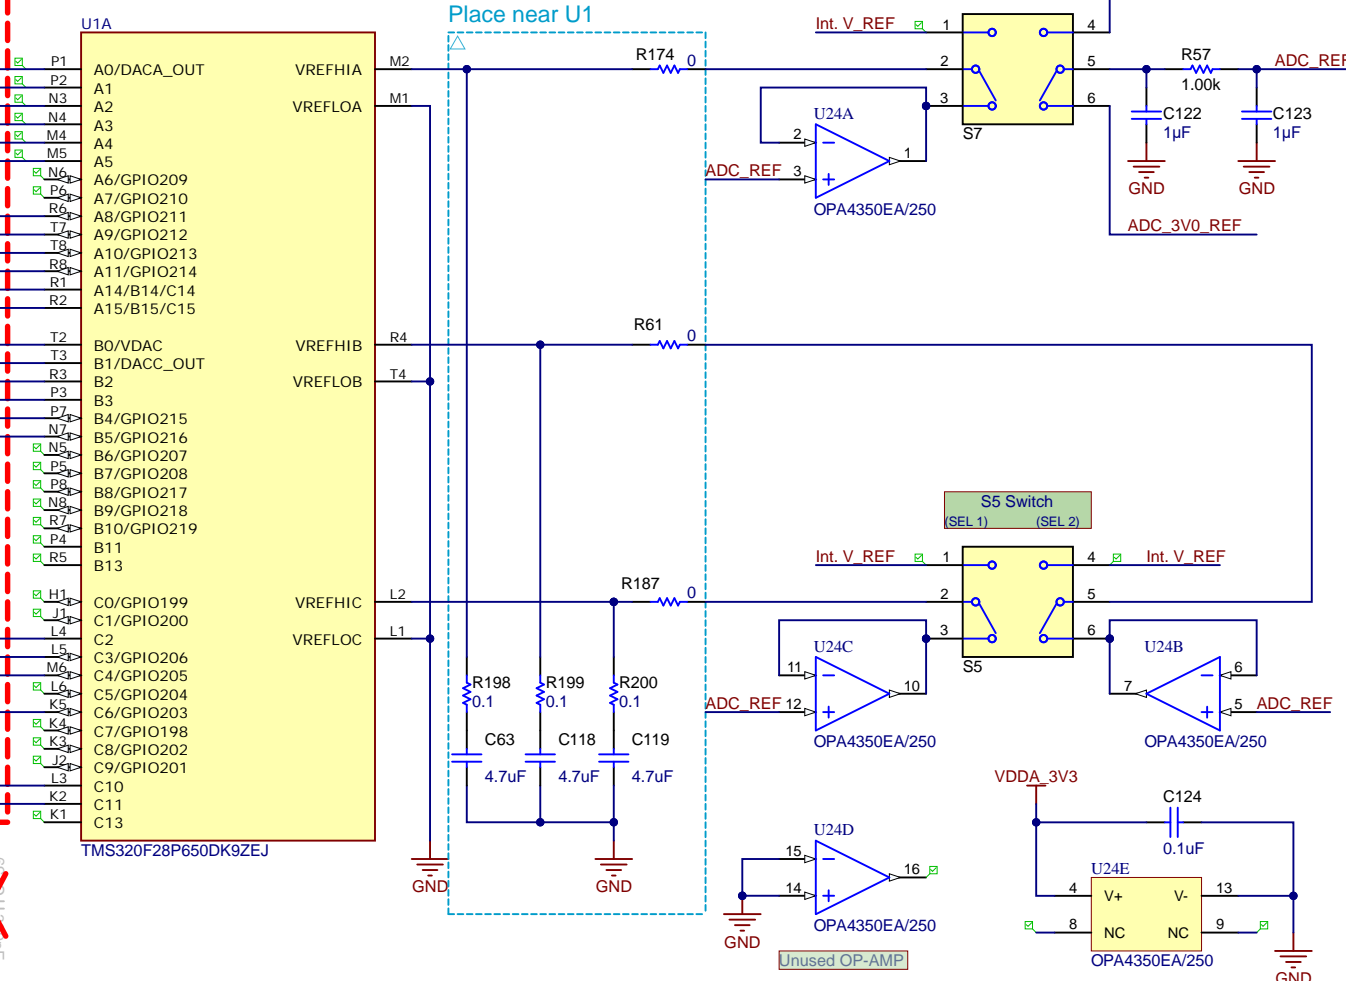 Place near U1
U1A
P1 A0/DACA_OUT
P2 A1
N3 A2
N4 A3
M4 A4
M5 A5
N6 A6/GPIO209
P6 A7/GPIO210
R6 A8/GPIO211
T7 A9/GPIO212
T8 A10/GPIO213
R8 A11/GPIO214
R1 A14/B14/C14
R2 A15/B15/C15
T2 B0/VDAC
T3 B1/DACC_OUT
R3 B2
P3 B3
P7 B4/GPIO215
N7 B5/GPIO216
N5 B6/GPIO207
P5 B7/GPIO208
P8 B8/GPIO217
N8 B9/GPIO218
R7 B10/GPIO219
P4 B11
R5 B13
H1 C0/GPIO199
J1 C1/GPIO200
L4 C2
L5 C3/GPIO206
M6 C4/GPIO205
L6 C5/GPIO204
K5 C6/GPIO203
K4 C7/GPIO198
K3 C8/GPIO202
J2 C9/GPIO201
L3 C10
K2 C11
K1 C13
VREFHIA M2
VREFLOA M1
VREFHIB R4
VREFLOB T4
VREFHIC L2
VREFLOC L1
TMS320F28P650DK9ZEJ
GND
R174 0
R61 0
R187 0
R198 0.1
R199 0.1
R200 0.1
C63 4.7uF
C118 4.7uF
C119 4.7uF
GND
Int. V_REF 1 4
2 5
3 6
S7
R57
1.00k
ADC_REF
C122
1µF
GND
C123
1µF
GND
ADC_3V0_REF
U24A
2
ADC_REF 3
1
OPA4350EA/250
S5 Switch
(SEL 1) (SEL 2)
Int. V_REF 1 4 Int. V_REF
2 5
3 6
S5
U24C
11
ADC_REF 12
10
OPA4350EA/250
U24B
6
7
5 ADC_REF
OPA4350EA/250
U24D
15
14
16
OPA4350EA/250
GND
Unused OP-AMP
VDDA_3V3
C124
0.1uF
U24E
4 V+ V- 13
8 NC NC 9
OPA4350EA/250
GND